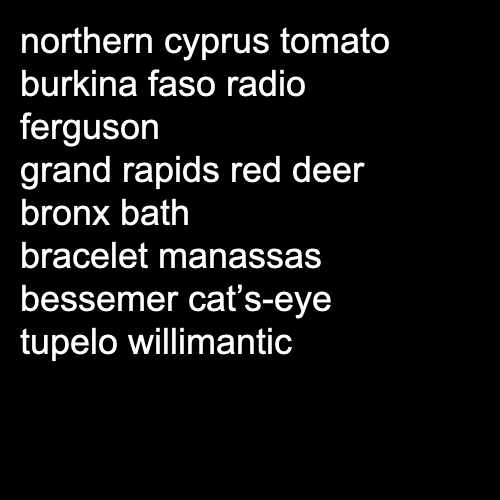 northern cyprus tomato
burkina faso radio
ferguson
grand rapids red deer
bronx bath
bracelet manassas
bessemer cat’s-eye
tupelo willimantic